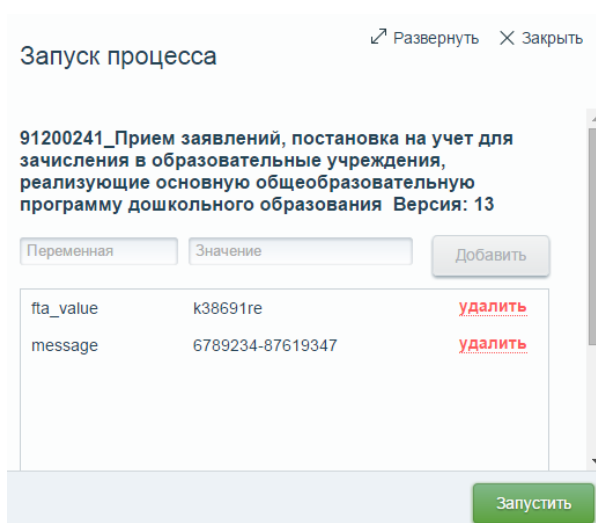 Развернуть Закрыть
Запуск процесса
91200241_Прием заявлений, постановка на учет для
зачисления в образовательные учреждения,
реализующие основную общеобразовательную
программу дошкольного образования Версия: 13
Переменная Значение Добавить
fta_value k38691re удалить
message 6789234-87619347 удалить
Запустить